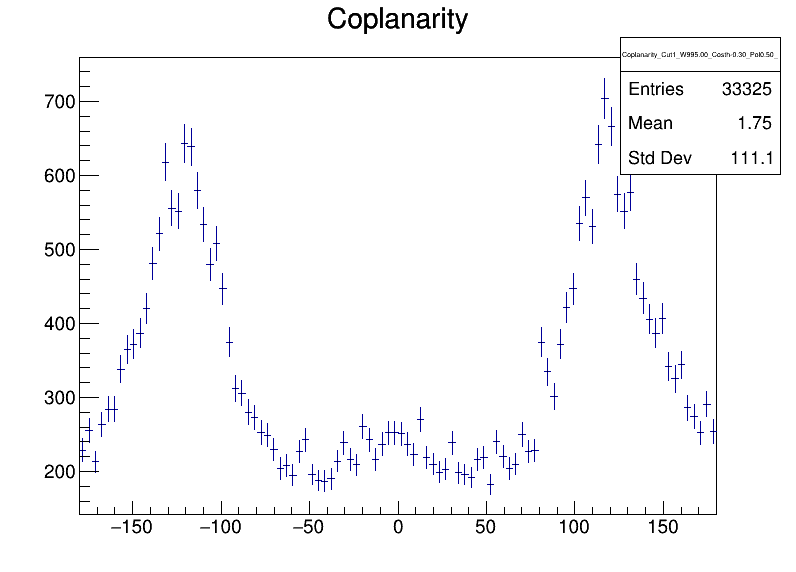 Coplanarity
Coplanarity_Cut1_W995.00_Costh-0.30_Pol0.50_
Entries 33325
Mean 1.75
Std Dev 111.1
700
600
500
400
300
200
−150 −100 −50 0 50 100 150